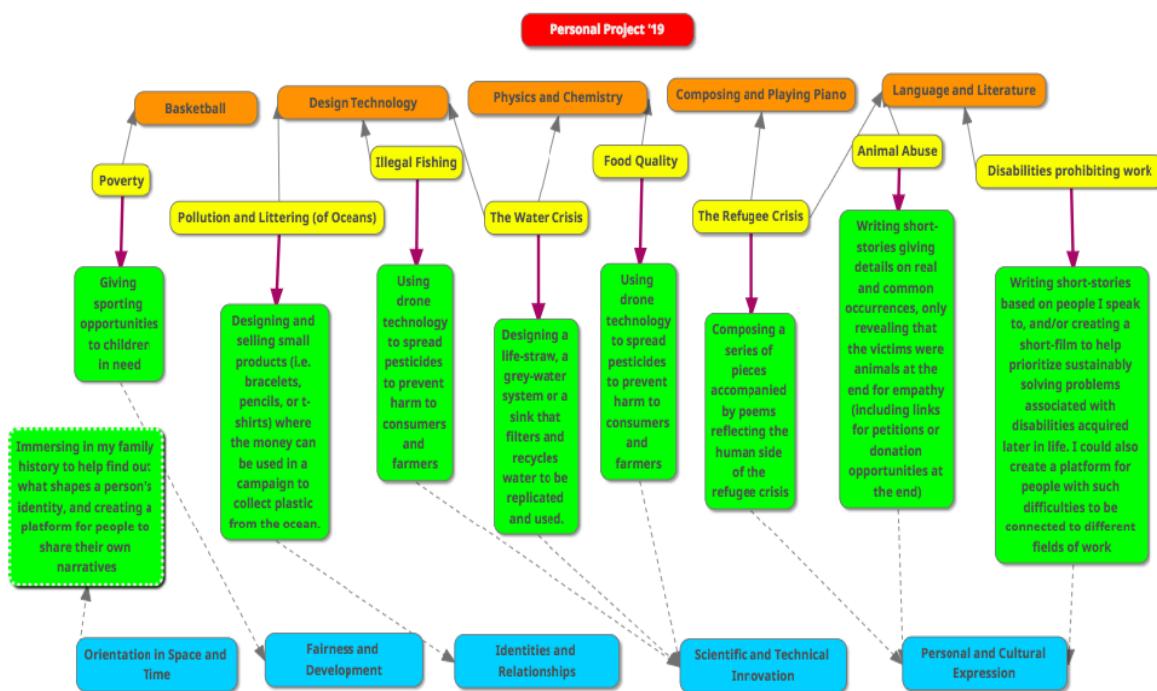 Personal Project '19
Basketball
Design Technology
Physics and Chemistry
Composing and Playing Piano
Language and Literature
Poverty
Pollution and Littering (of Oceans)
Illegal Fishing
The Water Crisis
Food Quality
The Refugee Crisis
Animal Abuse
Disabilities prohibiting work
Giving
sporting
opportunities
to children
in need
Designing and
selling small
products (i.e.
bracelets,
pencils, or t-
shirts) where
the money can
be used in a
campaign to
collect plastic
from the ocean.
Using
drone
technology
to spread
pesticides
to prevent
harm to
consumers
and
farmers
Designing a
life-straw, a
grey-water
system or a
sink that
filters and
recycles
water to be
replicated
and used.
Using
drone
technology
to spread
pesticides
to prevent
harm to
consumers
and
farmers
Composing a
series of
pieces
accompanied
by poems
reflecting the
human side
of the
refugee crisis
Writing short-
stories giving
details on real
and common
occurrences, only
revealing that
the victims were
animals at the
end for empathy
(including links
for petitions or
donation
opportunities at
the end)
Writing short-stories
based on people I speak
to, and/or creating a
short-film to help
prioritize sustainably
solving problems
associated with
disabilities acquired
later in life. I could also
create a platform for
people with such
difficulties to be
connected to different
fields of work
Immersing in my family
history to help find out
what shapes a person's
identity, and creating a
platform for people to
share their own
narratives
Orientation in Space and
Time
Fairness and
Development
Identities and
Relationships
Scientific and Technical
Inrovation
Personal and Cultural
Expression